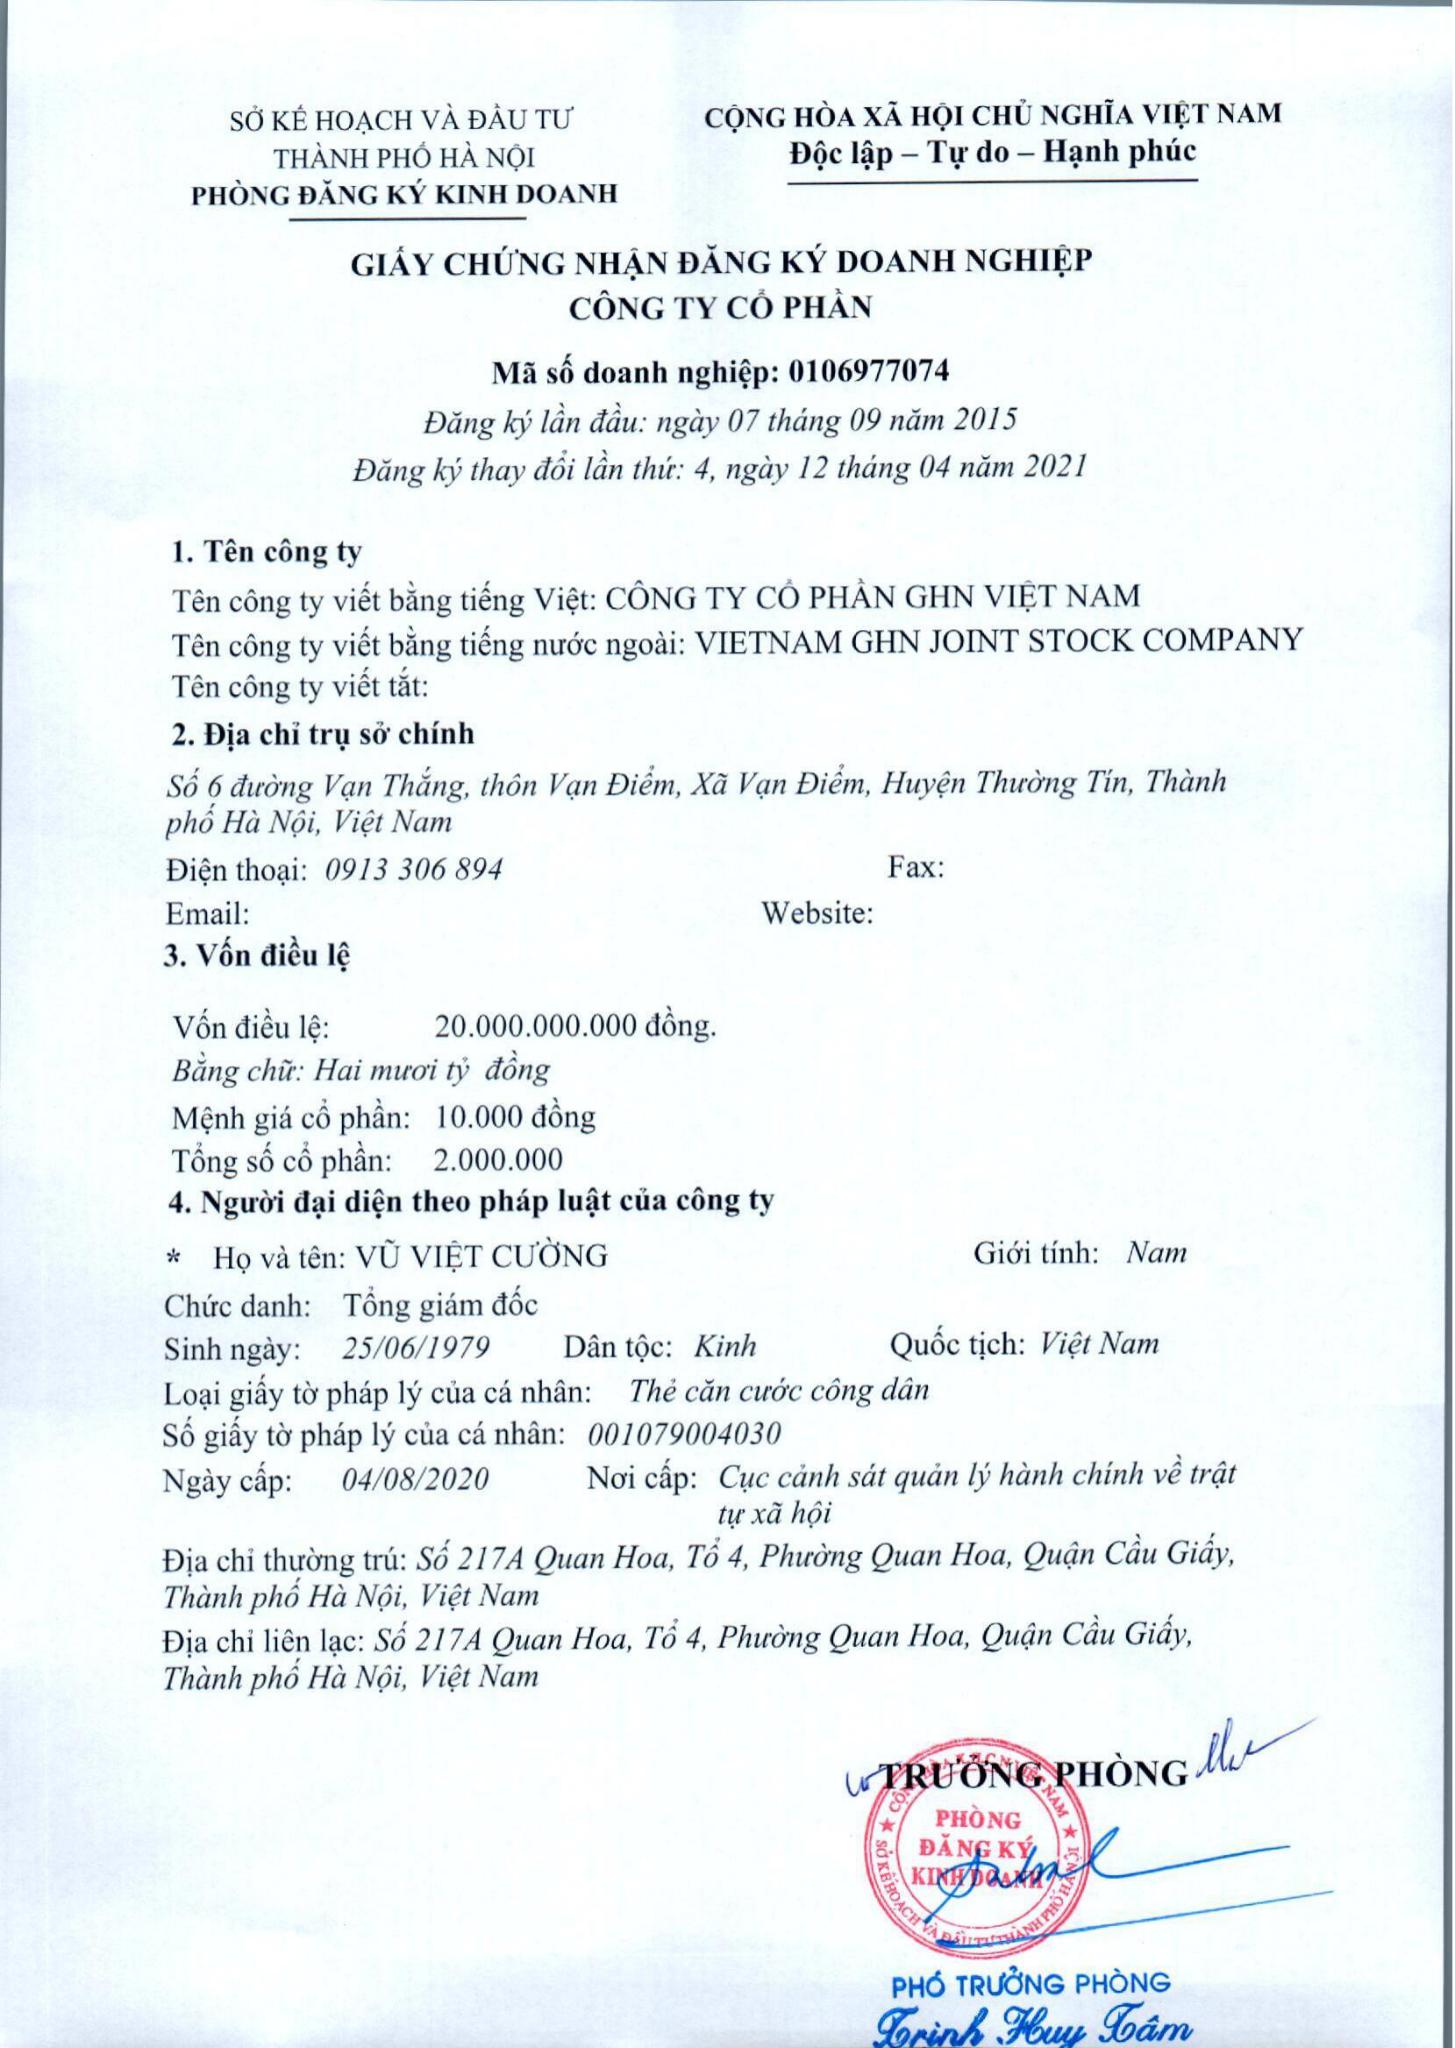 SỞ KẾ HOẠCH VÀ ĐẦU TƯ
THÀNH PHỐ HÀ NỘI
PHÒNG ĐĂNG KÝ KINH DOANH
CỘNG HÒA XÃ HỘI CHỦ NGHĨA VIỆT NAM
Độc lập – Tự do – Hạnh phúc
GIẤY CHỨNG NHẬN ĐĂNG KÝ DOANH NGHIỆP
CÔNG TY CỔ PHẦN
Mã số doanh nghiệp: 0106977074
Đăng ký lần đầu: ngày 07 tháng 09 năm 2015
Đăng ký thay đổi lần thứ: 4, ngày 12 tháng 04 năm 2021
1. Tên công ty
Tên công ty viết bằng tiếng Việt: CÔNG TY CỔ PHẦN GHN VIỆT NAM
Tên công ty viết bằng tiếng nước ngoài: VIETNAM GHN JOINT STOCK COMPANY
Tên công ty viết tắt:
2. Địa chỉ trụ sở chính
Số 6 đường Vạn Thắng, thôn Vạn Điểm, Xã Vạn Điểm, Huyện Thường Tín, Thành
phố Hà Nội, Việt Nam
Điện thoại: 0913 306 894 Fax:
Email: Website:
3. Vốn điều lệ
Vốn điều lệ: 20.000.000.000 đồng.
Bằng chữ: Hai mươi tỷ đồng
Mệnh giá cổ phần: 10.000 đồng
Tổng số cổ phần: 2.000.000
4. Người đại diện theo pháp luật của công ty
* Họ và tên: VŨ VIỆT CƯỜNG Giới tính: Nam
Chức danh: Tổng giám đốc
Sinh ngày: 25/06/1979 Dân tộc: Kinh Quốc tịch: Việt Nam
Loại giấy tờ pháp lý của cá nhân: Thẻ căn cước công dân
Số giấy tờ pháp lý của cá nhân: 001079004030
Ngày cấp: 04/08/2020 Nơi cấp: Cục cảnh sát quản lý hành chính về trật
tự xã hội
Địa chỉ thường trú: Số 217A Quan Hoa, Tổ 4, Phường Quan Hoa, Quận Cầu Giấy,
Thành phố Hà Nội, Việt Nam
Địa chỉ liên lạc: Số 217A Quan Hoa, Tổ 4, Phường Quan Hoa, Quận Cầu Giấy,
Thành phố Hà Nội, Việt Nam
TRƯỞNG PHÒNG
CỘNG HÒA X.H.C.N VIỆT NAM
PHÒNG
ĐĂNG KÝ
KINH DOANH
SỞ KẾ HOẠCH VÀ ĐẦU TƯ THÀNH PHỐ HÀ NỘI
PHÓ TRƯỞNG PHÒNG
Trịnh Huy Tâm